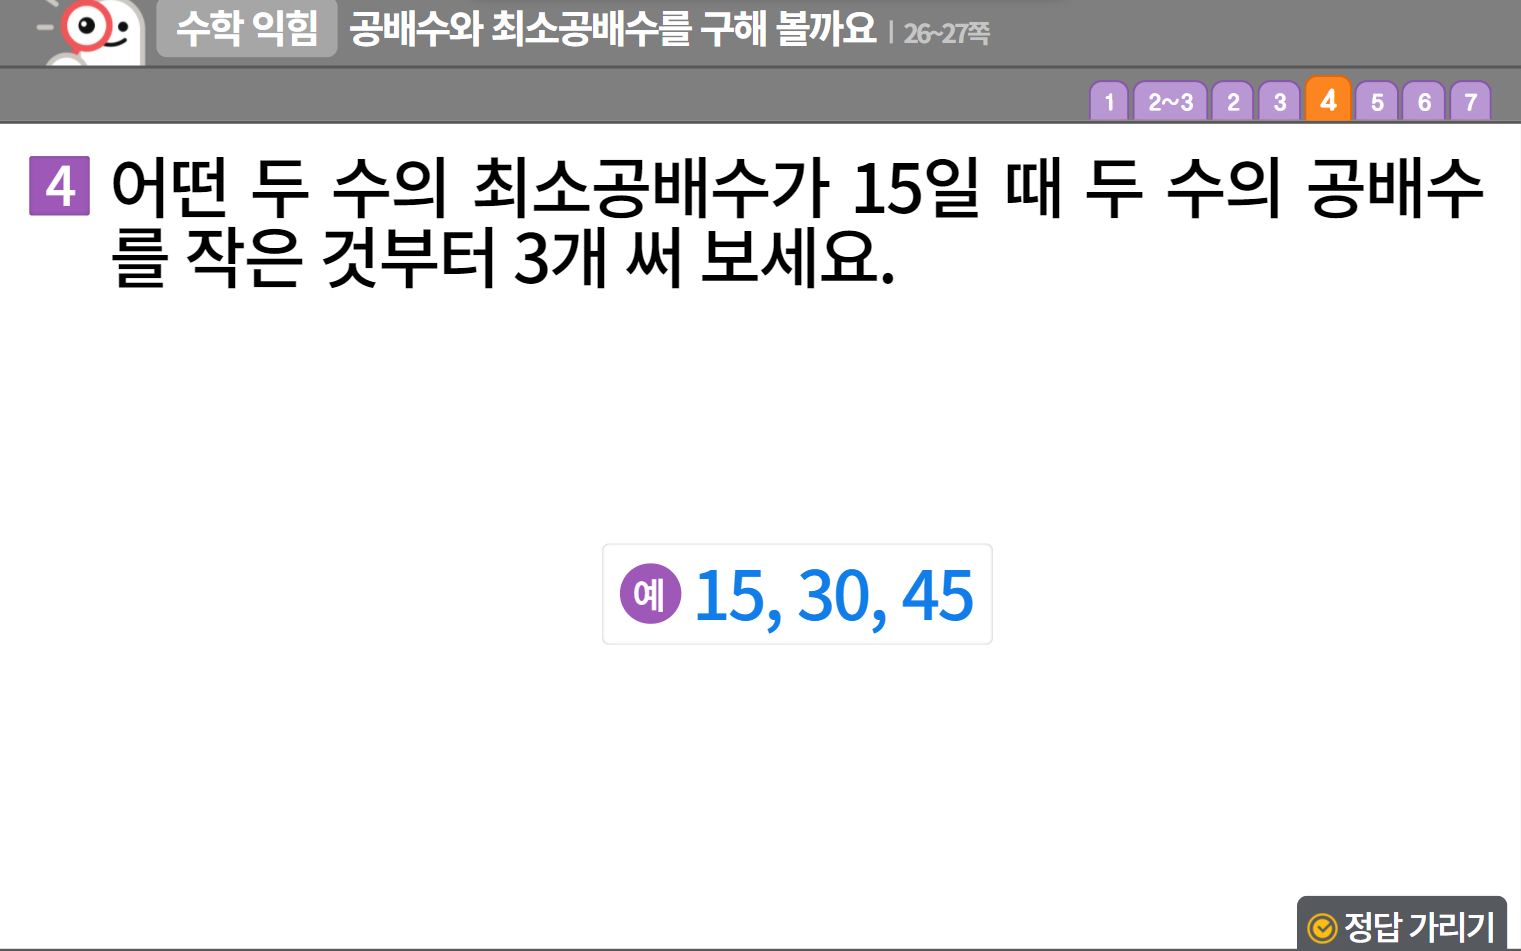 수학 익힘 공배수와 최소공배수를 구해 볼까요 | 26~27쪽
1 2~3 2 3 4 5 6 7
4 어떤 두 수의 최소공배수가 15일 때 두 수의 공배수
를 작은 것부터 3개 써 보세요.
예 15, 30, 45
정답 가리기